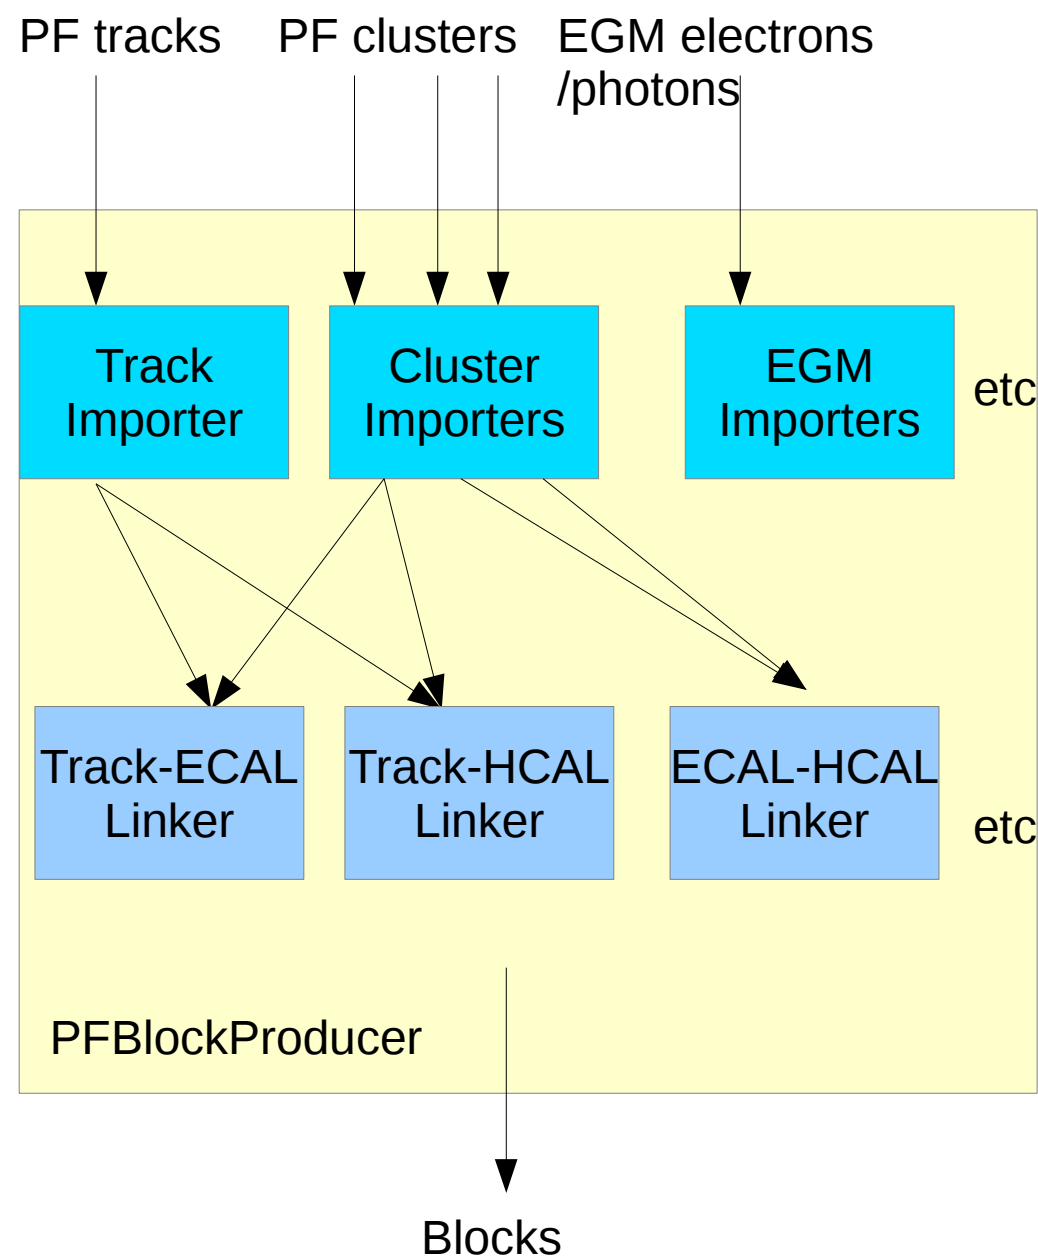 PF tracks
PF clusters
EGM electrons
/photons
Track
Importer
Cluster
Importers
EGM
Importers
etc
Track-ECAL
Linker
Track-HCAL
Linker
ECAL-HCAL
Linker
etc
PFBlockProducer
Blocks